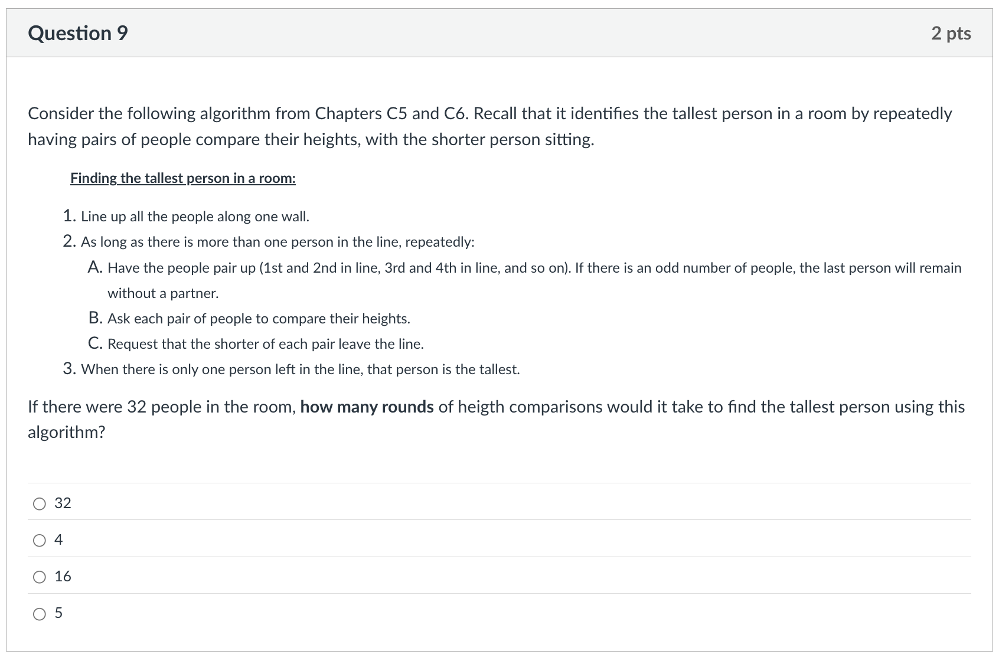 Question 9
2 pts
Consider the following algorithm from Chapters C5 and C6. Recall that it identifies the tallest person in a room by repeatedly
having pairs of people compare their heights, with the shorter person sitting.
Finding the tallest person in a room:
1. Line up all the people along one wall.
2. As long as there is more than one person in the line, repeatedly:
A. Have the people pair up (1st and 2nd in line, 3rd and 4th in line, and so on). If there is an odd number of people, the last person will remain
without a partner.
B. Ask each pair of people to compare their heights.
C. Request that the shorter of each pair leave the line.
3. When there is only one person left in the line, that person is the tallest.
If there were 32 people in the room, how many rounds of heigth comparisons would it take to find the tallest person using this
algorithm?
32
4
16
5